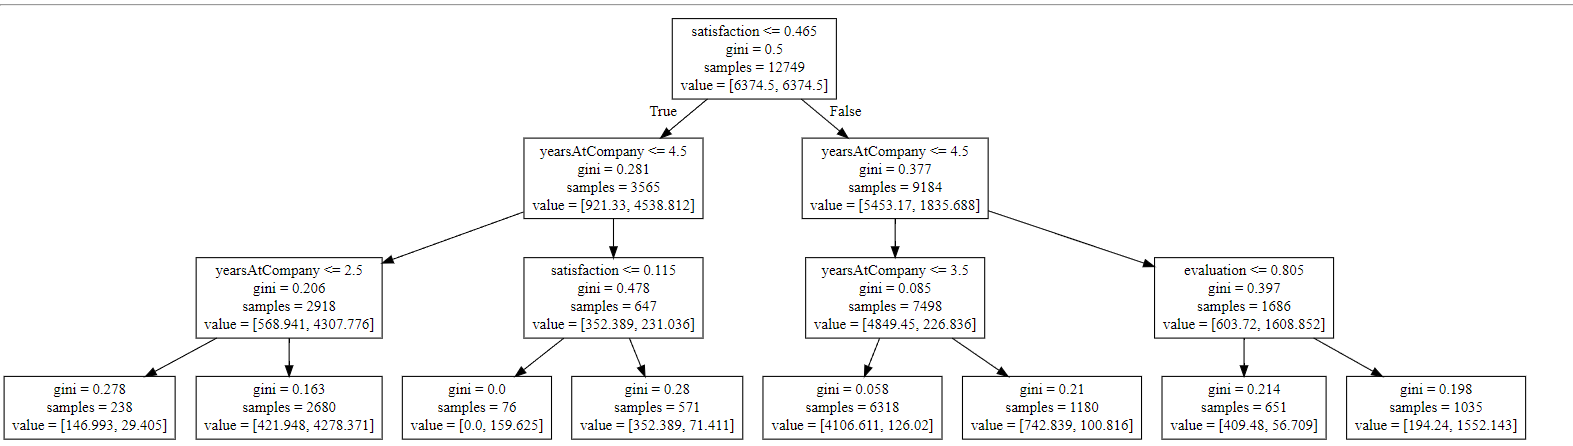 satisfaction <= 0.465
gini = 0.5
samples = 12749
value = [6374.5, 6374.5]
True
False
yearsAtCompany <= 4.5
gini = 0.281
samples = 3565
value = [921.33, 4538.812]
yearsAtCompany <= 4.5
gini = 0.377
samples = 9184
value = [5453.17, 1835.688]
yearsAtCompany <= 2.5
gini = 0.206
samples = 2918
value = [568.941, 4307.776]
satisfaction <= 0.115
gini = 0.478
samples = 647
value = [352.389, 231.036]
yearsAtCompany <= 3.5
gini = 0.085
samples = 7498
value = [4849.45, 226.836]
evaluation <= 0.805
gini = 0.397
samples = 1686
value = [603.72, 1608.852]
gini = 0.278
samples = 238
value = [146.993, 29.405]
gini = 0.163
samples = 2680
value = [421.948, 4278.371]
gini = 0.0
samples = 76
value = [0.0, 159.625]
gini = 0.28
samples = 571
value = [352.389, 71.411]
gini = 0.058
samples = 6318
value = [4106.611, 126.02]
gini = 0.21
samples = 1180
value = [742.839, 100.816]
gini = 0.214
samples = 651
value = [409.48, 56.709]
gini = 0.198
samples = 1035
value = [194.24, 1552.143]